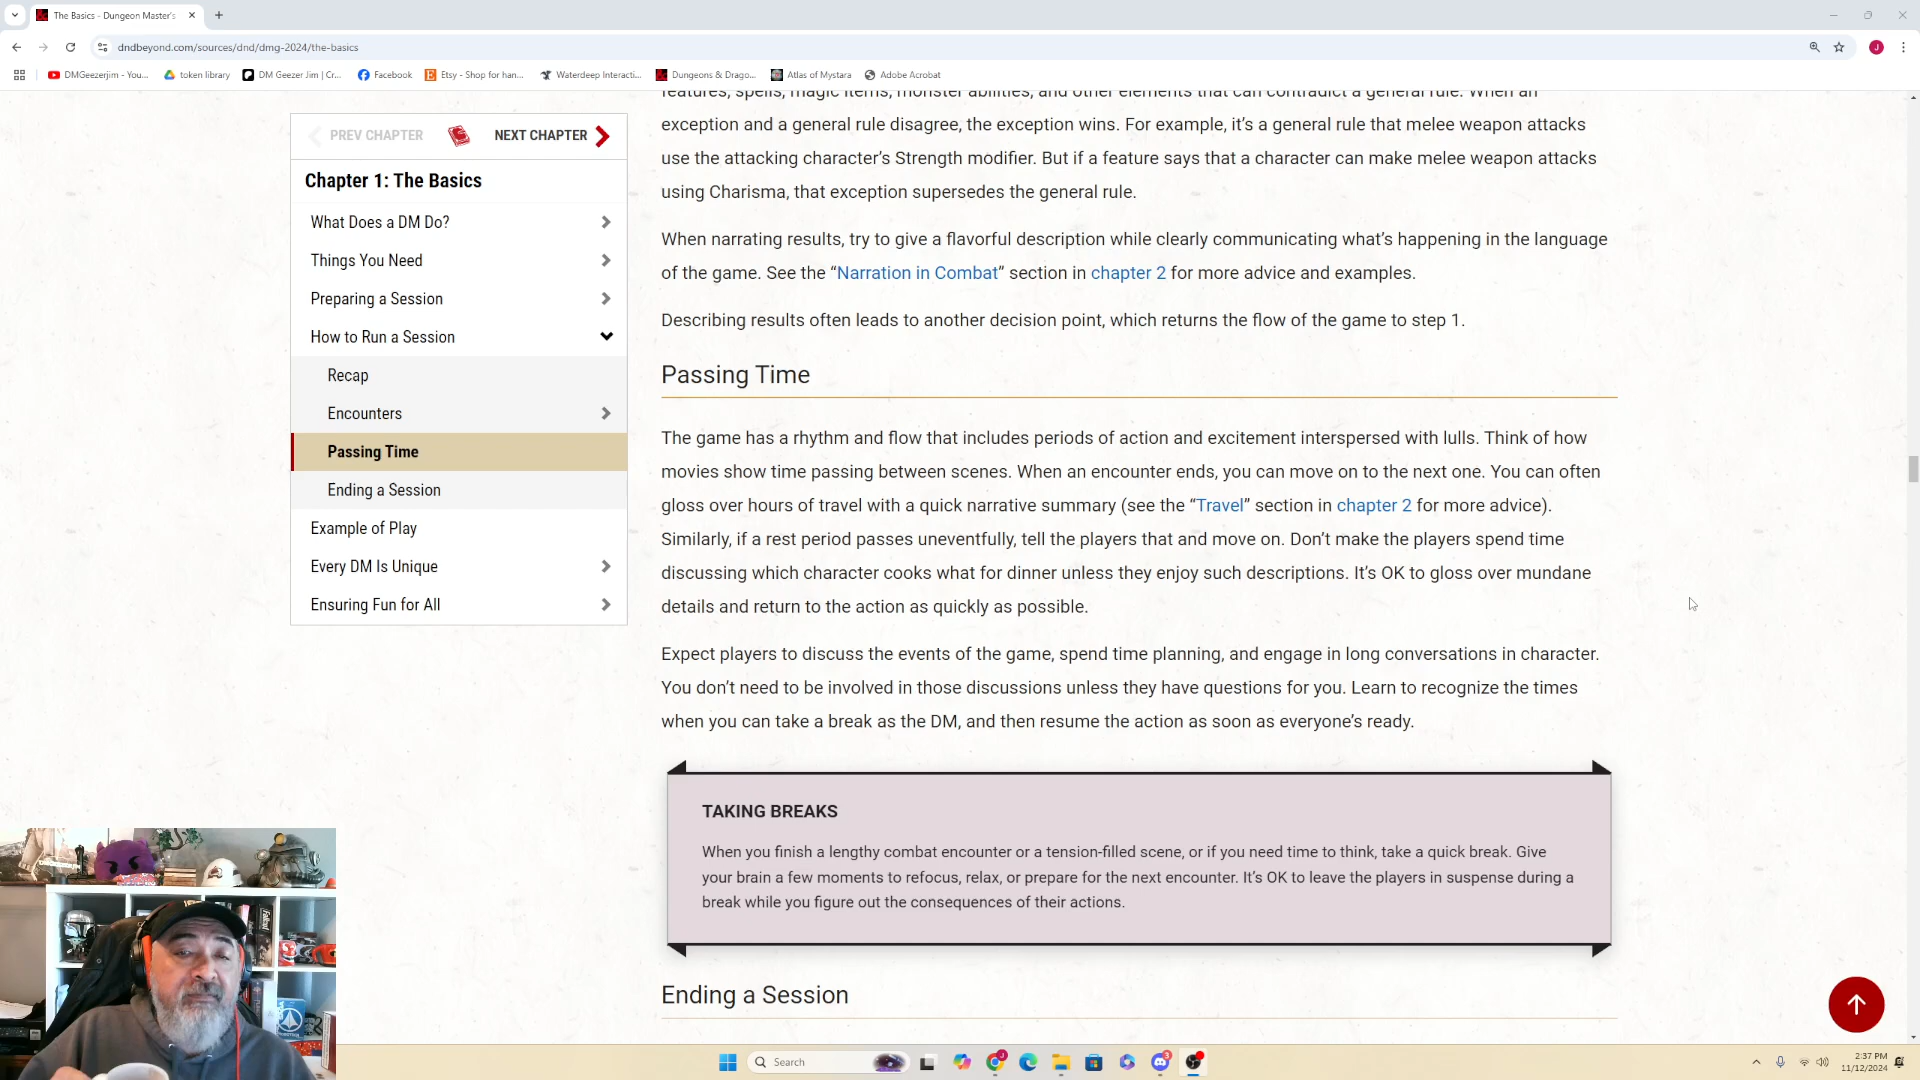 The Basics - Dungeon Master's
dndbeyond.com/sources/dnd/dmg-2024/the-basics
DMGeezerjim - You...
token library
DM Geezer Jim | Cr...
Facebook
Etsy - Shop for han...
Waterdeep Interacti...
Dungeons & Drago...
Atlas of Mystara
Adobe Acrobat
J
PREV CHAPTER
NEXT CHAPTER
Chapter 1: The Basics
What Does a DM Do?
Things You Need
Preparing a Session
How to Run a Session
Recap
Encounters
Passing Time
Ending a Session
Example of Play
Every DM Is Unique
Ensuring Fun for All
features, spells, magic items, monster abilities, and other elements that can contradict a general rule. When an
exception and a general rule disagree, the exception wins. For example, it's a general rule that melee weapon attacks
use the attacking character's Strength modifier. But if a feature says that a character can make melee weapon attacks
using Charisma, that exception supersedes the general rule.
When narrating results, try to give a flavorful description while clearly communicating what's happening in the language
of the game. See the “Narration in Combat” section in chapter 2 for more advice and examples.
Describing results often leads to another decision point, which returns the flow of the game to step 1.
Passing Time
The game has a rhythm and flow that includes periods of action and excitement interspersed with lulls. Think of how
movies show time passing between scenes. When an encounter ends, you can move on to the next one. You can often
gloss over hours of travel with a quick narrative summary (see the “Travel” section in chapter 2 for more advice).
Similarly, if a rest period passes uneventfully, tell the players that and move on. Don't make the players spend time
discussing which character cooks what for dinner unless they enjoy such descriptions. It's OK to gloss over mundane
details and return to the action as quickly as possible.
Expect players to discuss the events of the game, spend time planning, and engage in long conversations in character.
You don't need to be involved in those discussions unless they have questions for you. Learn to recognize the times
when you can take a break as the DM, and then resume the action as soon as everyone's ready.
TAKING BREAKS
When you finish a lengthy combat encounter or a tension-filled scene, or if you need time to think, take a quick break. Give
your brain a few moments to refocus, relax, or prepare for the next encounter. It's OK to leave the players in suspense during a
break while you figure out the consequences of their actions.
Ending a Session
Search
2:37 PM
11/12/2024